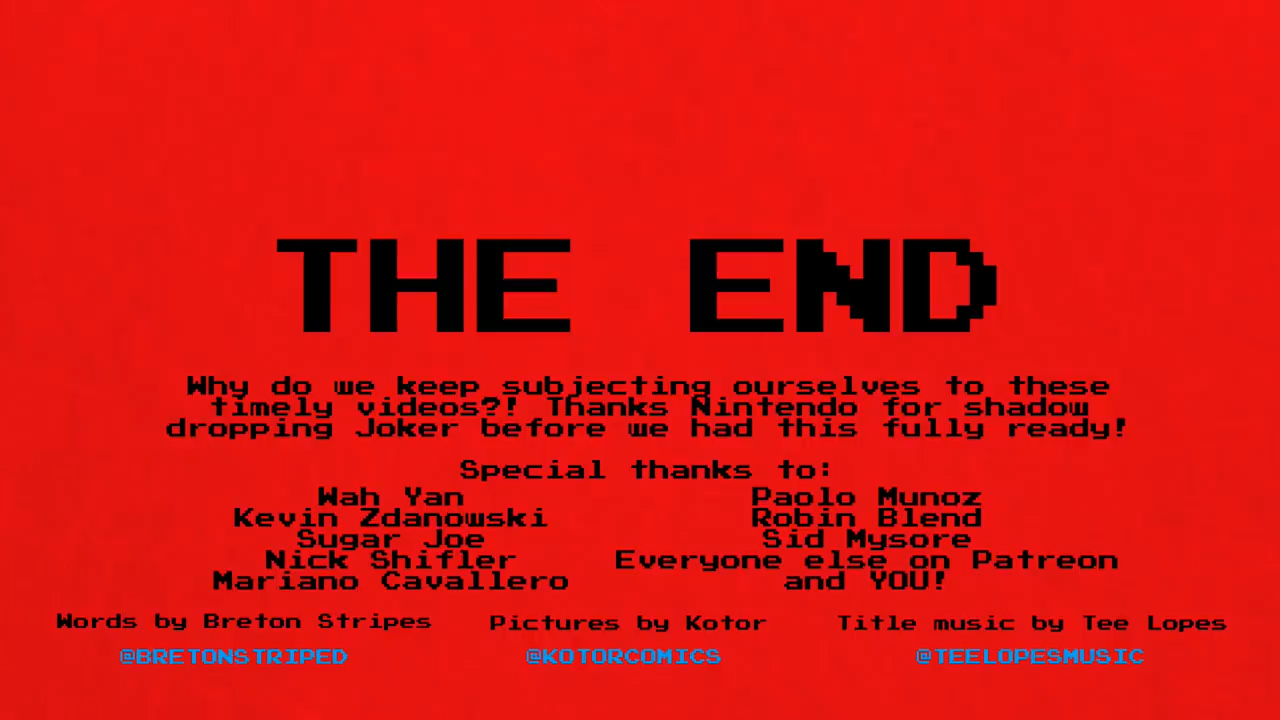 THE END
Why do we keep subjecting ourselves to these
timely videos?! Thanks Nintendo for shadow
dropping Joker before we had this fully ready!
Special thanks to:
Wah Yan
Kevin Zdanowski
Sugar Joe
Nick Shifler
Mariano Cavallero
Paolo Munoz
Robin Blend
Sid Mysore
Everyone else on Patreon
and YOU!
Words by Breton Stripes
@BRETONSTRIPED
Pictures by Kotor
@KOTORCOMICS
Title music by Tee Lopes
@TEELOPESMUSIC